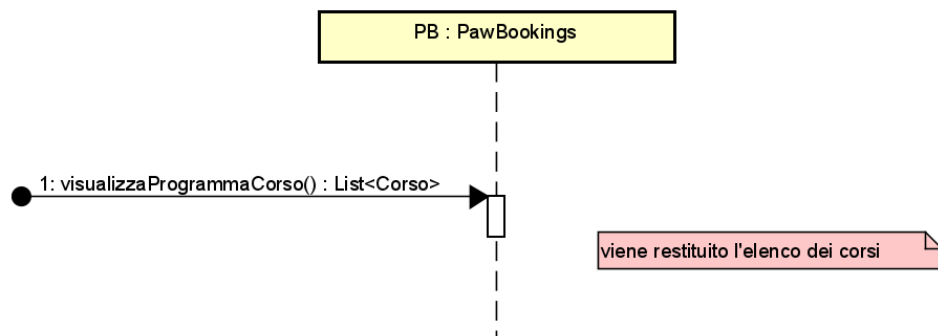 PB : PawBookings
1: visualizzaProgrammaCorso() : List<Corso>
viene restituito l'elenco dei corsi